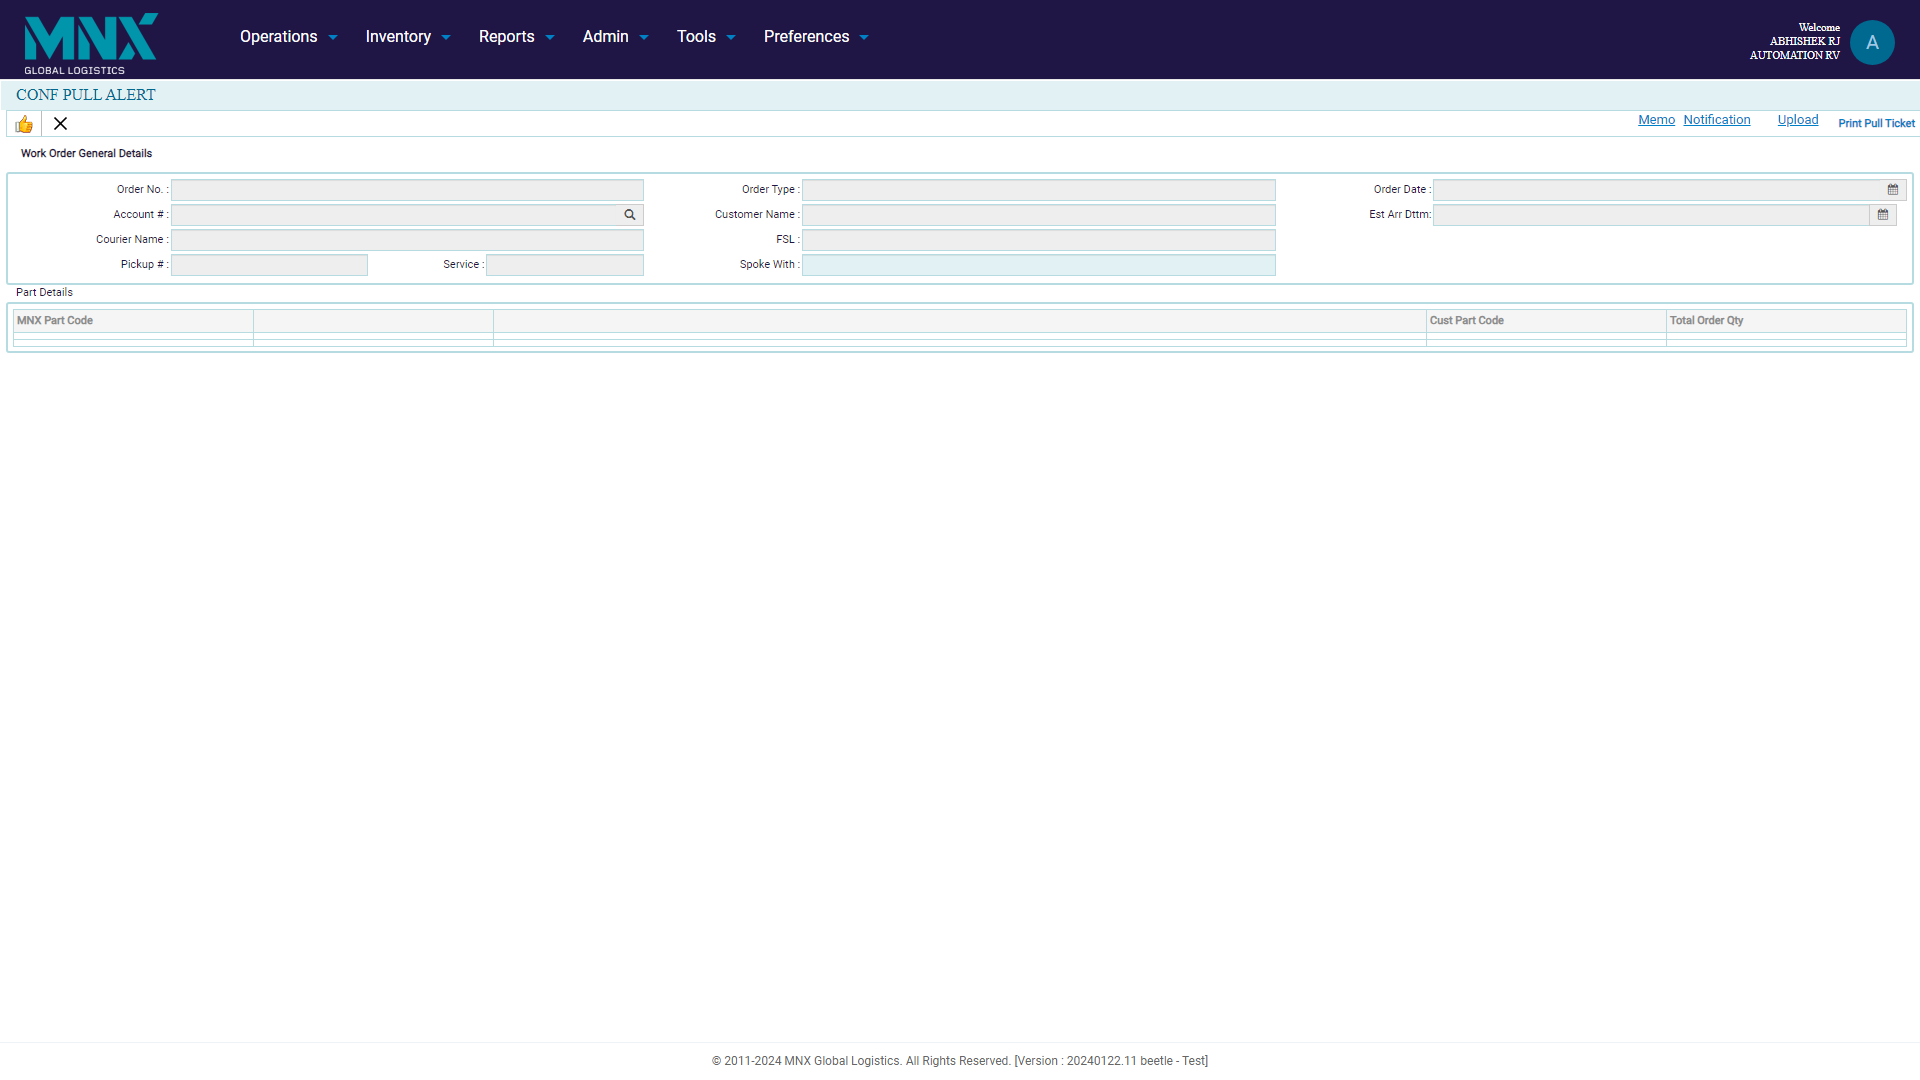 MNX
GLOBAL LOGISTICS
Operations
Inventory
Reports
Admin
Tools
Preferences
Welcome
ABHISHEK RJ
AUTOMATION RV
A
CONF PULL ALERT
Memo
Notification
Upload
Print Pull Ticket
Work Order General Details
Order No. :
Order Type :
Order Date :
Account # :
Customer Name :
Est Arr Dttm:
Courier Name :
FSL :
Pickup # :
Service :
Spoke With :
Part Details
MNX Part Code
Cust Part Code
Total Order Qty
© 2011-2024 MNX Global Logistics. All Rights Reserved. [Version : 20240122.11 beetle - Test]